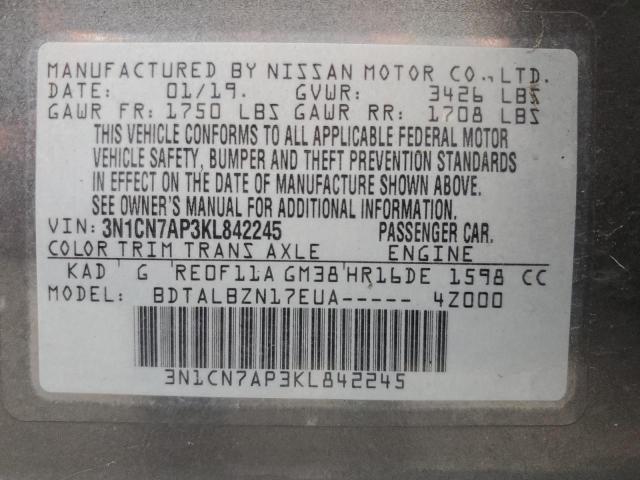 MANUFACTURED BY NISSAN MOTOR CO., LTD.
DATE: 01/19. GVWR: 3426 LBS
GAWR FR: 1750 LBS GAWR RR: 1708 LBS
THIS VEHICLE CONFORMS TO ALL APPLICABLE FEDERAL MOTOR
VEHICLE SAFETY, BUMPER AND THEFT PREVENTION STANDARDS
IN EFFECT ON THE DATE OF MANUFACTURE SHOWN ABOVE.
SEE OWNER'S MANUAL FOR ADDITIONAL INFORMATION.
VIN: 3N1CN7AP3KL842245 PASSENGER CAR.
COLOR TRIM TRANS AXLE ENGINE
KAD G RE0F11A GM38 HR16DE 1598 CC
MODEL: BDTALBZN17EUA----- 4Z000
3N1CN7AP3KL842245